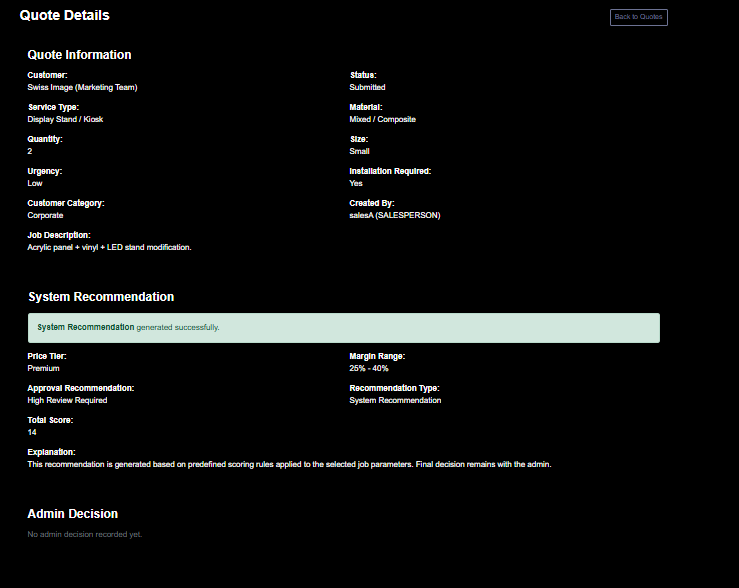 Quote Details
Back to Quotes
Quote Information
Customer:
Swiss Image (Marketing Team)
Status:
Submitted
Service Type:
Display Stand / Kiosk
Material:
Mixed / Composite
Quantity:
2
Size:
Small
Urgency:
Low
Installation Required:
Yes
Customer Category:
Corporate
Created By:
salesA (SALESPERSON)
Job Description:
Acrylic panel + vinyl + LED stand modification.
System Recommendation
System Recommendation generated successfully.
Price Tier:
Premium
Margin Range:
25% - 40%
Approval Recommendation:
High Review Required
Recommendation Type:
System Recommendation
Total Score:
14
Explanation:
This recommendation is generated based on predefined scoring rules applied to the selected job parameters. Final decision remains with the admin.
Admin Decision
No admin decision recorded yet.